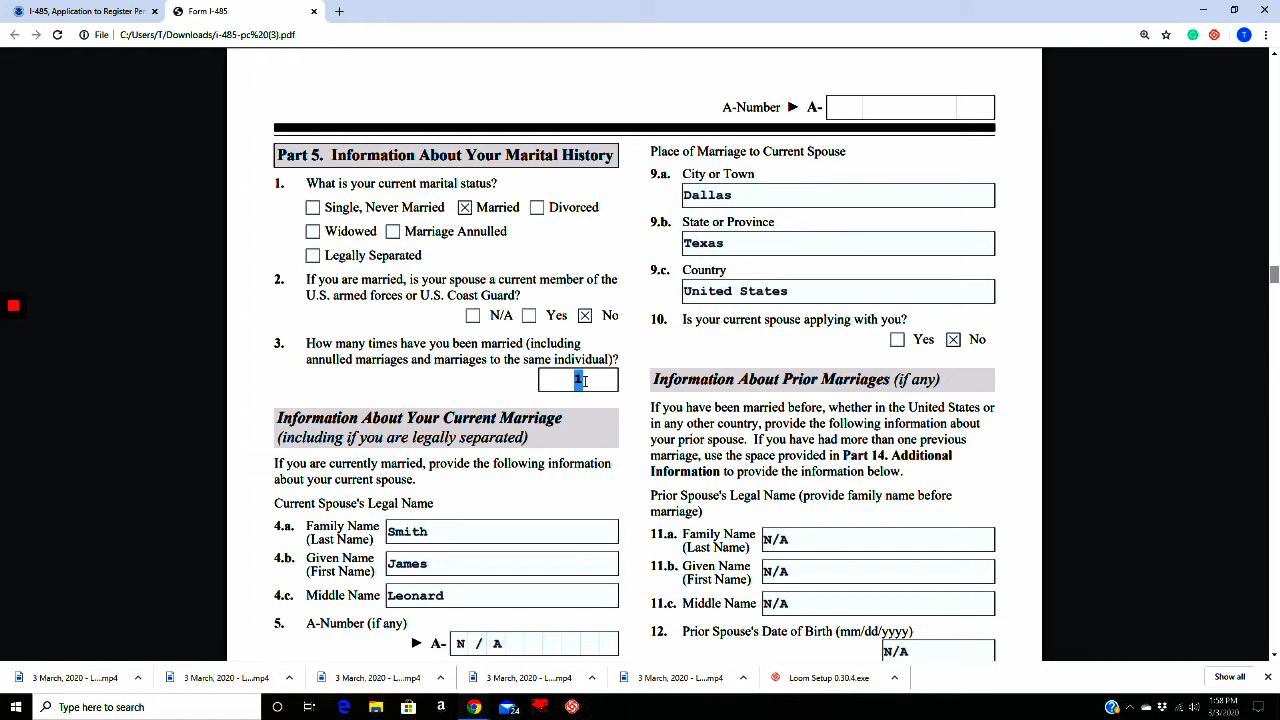 I-485, Application to Register Per
Form I-485
File
C:/Users/T/Downloads/i-485-pc%20(3).pdf
T
A-Number ► A-
Part 5. Information About Your Marital History
1. What is your current marital status?
Single, Never Married
Married
Divorced
Widowed
Marriage Annulled
Legally Separated
2. If you are married, is your spouse a current member of the
U.S. armed forces or U.S. Coast Guard?
N/A
Yes
No
3. How many times have you been married (including
annulled marriages and marriages to the same individual)?
1
Information About Your Current Marriage
(including if you are legally separated)
If you are currently married, provide the following information
about your current spouse.
Current Spouse's Legal Name
4.a. Family Name
(Last Name)
Smith
4.b. Given Name
(First Name)
James
4.c. Middle Name
Leonard
5. A-Number (if any)
► A- N / A
Place of Marriage to Current Spouse
9.a. City or Town
Dallas
9.b. State or Province
Texas
9.c. Country
United States
10. Is your current spouse applying with you?
Yes
No
Information About Prior Marriages (if any)
If you have been married before, whether in the United States or
in any other country, provide the following information about
your prior spouse. If you have had more than one previous
marriage, use the space provided in Part 14. Additional
Information to provide the information below.
Prior Spouse's Legal Name (provide family name before
marriage)
11.a. Family Name
(Last Name)
N/A
11.b. Given Name
(First Name)
N/A
11.c. Middle Name
N/A
12. Prior Spouse's Date of Birth (mm/dd/yyyy)
N/A
3 March, 2020 - L....mp4
3 March, 2020 - L....mp4
3 March, 2020 - L....mp4
3 March, 2020 - L....mp4
3 March, 2020 - L....mp4
Loom Setup 0.30.4.exe
Show all
Type here to search
a
24
1:58 PM
3/3/2020